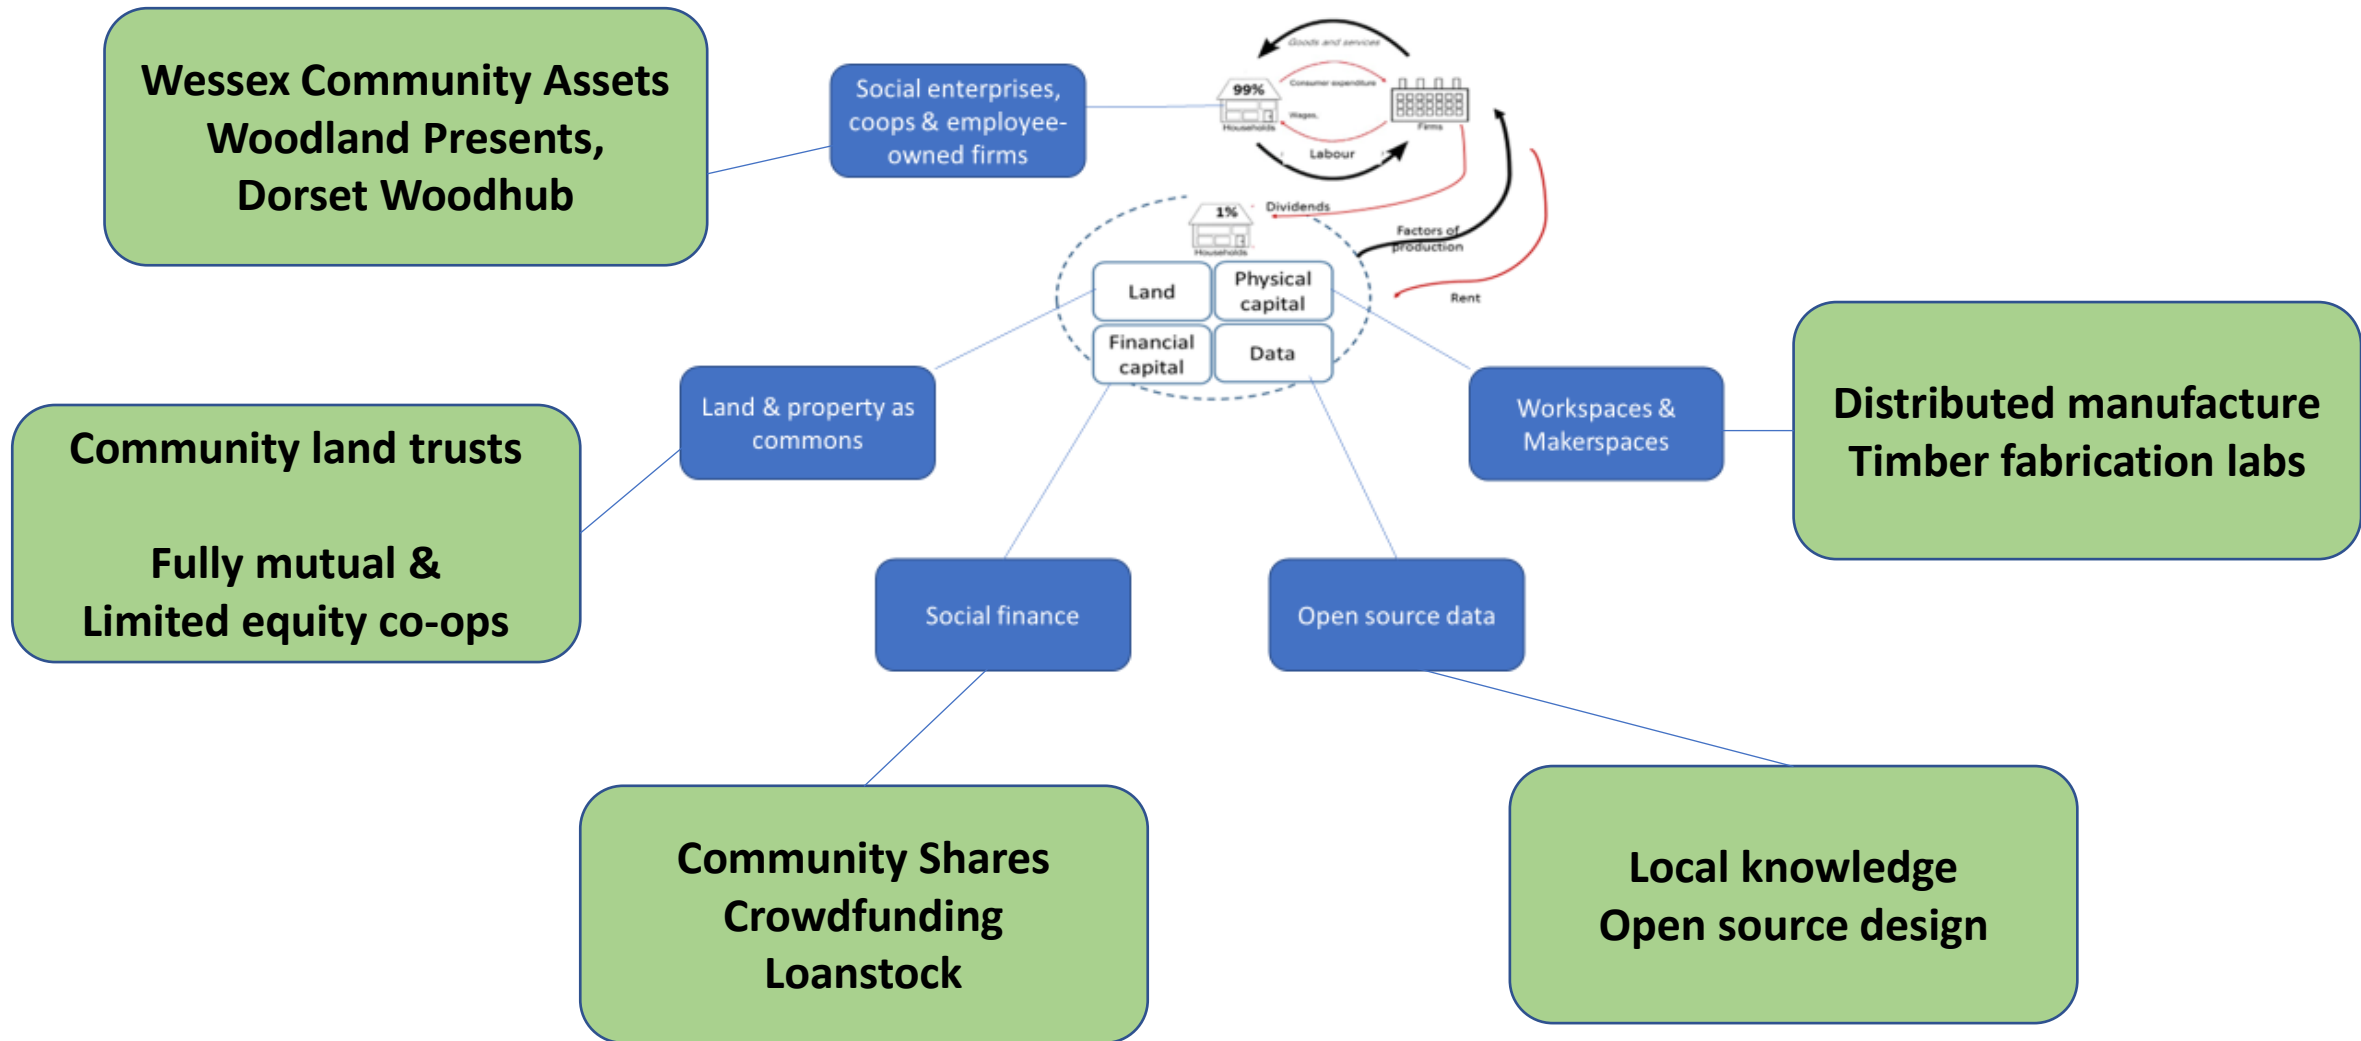 Wessex Community Assets
Woodland Presents,
Dorset Woodhub
Social enterprises,
coops & employee-
owned firms
Goods and services
99%
Households
Consumer expenditure
Wages,
Firms
Labour
1%
Households
Dividends
Factors of
production
Rent
Land
Physical
capital
Financial
capital
Data
Land & property as
commons
Workspaces &
Makerspaces
Distributed manufacture
Timber fabrication labs
Community land trusts
Fully mutual &
Limited equity co-ops
Social finance
Open source data
Community Shares
Crowdfunding
Loanstock
Local knowledge
Open source design